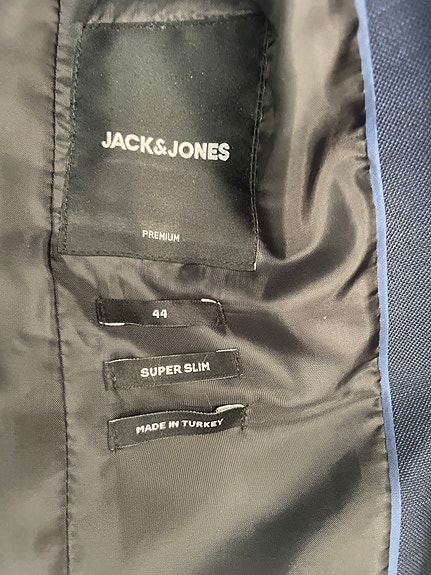 JACK&JONES
PREMIUM
44
SUPER SLIM
MADE IN TURKEY